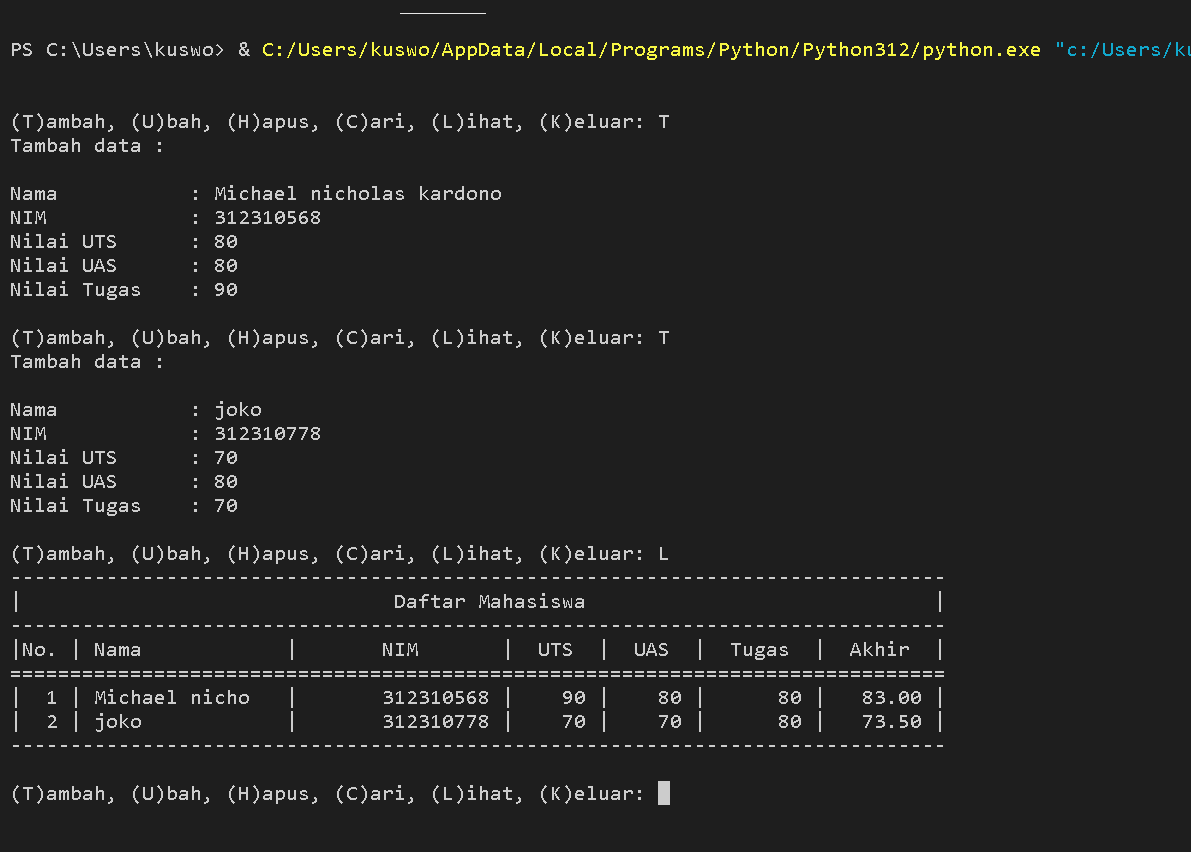 PS C:\Users\kuswo> & C:/Users/kuswo/AppData/Local/Programs/Python/Python312/python.exe "c:/Users/ku
(T)ambah, (U)bah, (H)apus, (C)ari, (L)ihat, (K)eluar: T
Tambah data :
Nama : Michael nicholas kardono
NIM : 312310568
Nilai UTS : 80
Nilai UAS : 80
Nilai Tugas : 90
(T)ambah, (U)bah, (H)apus, (C)ari, (L)ihat, (K)eluar: T
Tambah data :
Nama : joko
NIM : 312310778
Nilai UTS : 70
Nilai UAS : 80
Nilai Tugas : 70
(T)ambah, (U)bah, (H)apus, (C)ari, (L)ihat, (K)eluar: L
------------------------------------------------------------------------------
| Daftar Mahasiswa |
------------------------------------------------------------------------------
|No. | Nama | NIM | UTS | UAS | Tugas | Akhir |
==============================================================================
| 1 | Michael nicho | 312310568 | 90 | 80 | 80 | 83.00 |
| 2 | joko | 312310778 | 70 | 70 | 80 | 73.50 |
------------------------------------------------------------------------------
(T)ambah, (U)bah, (H)apus, (C)ari, (L)ihat, (K)eluar: